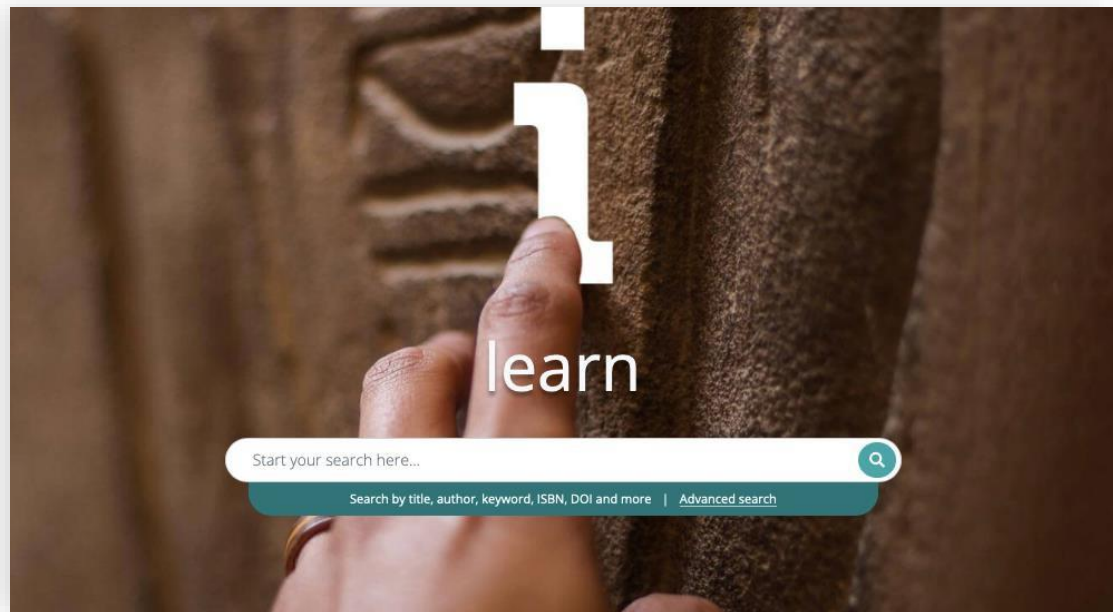 i
learn
Start your search here...
Search by title, author, keyword, ISBN, DOI and more | Advanced search